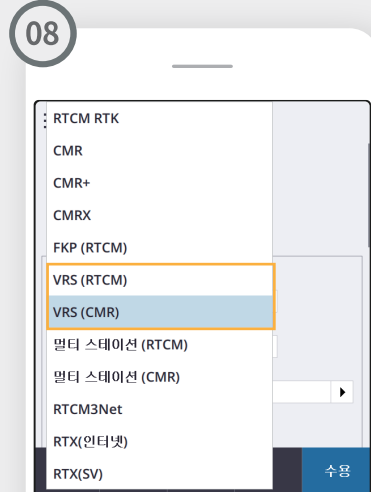 08
RTCM RTK
CMR
CMR+
CMRX
FKP (RTCM)
VRS (RTCM)
VRS (CMR)
멀티 스테이션 (RTCM)
멀티 스테이션 (CMR)
RTCM3Net
RTX(인터넷)
RTX(SV)
수용